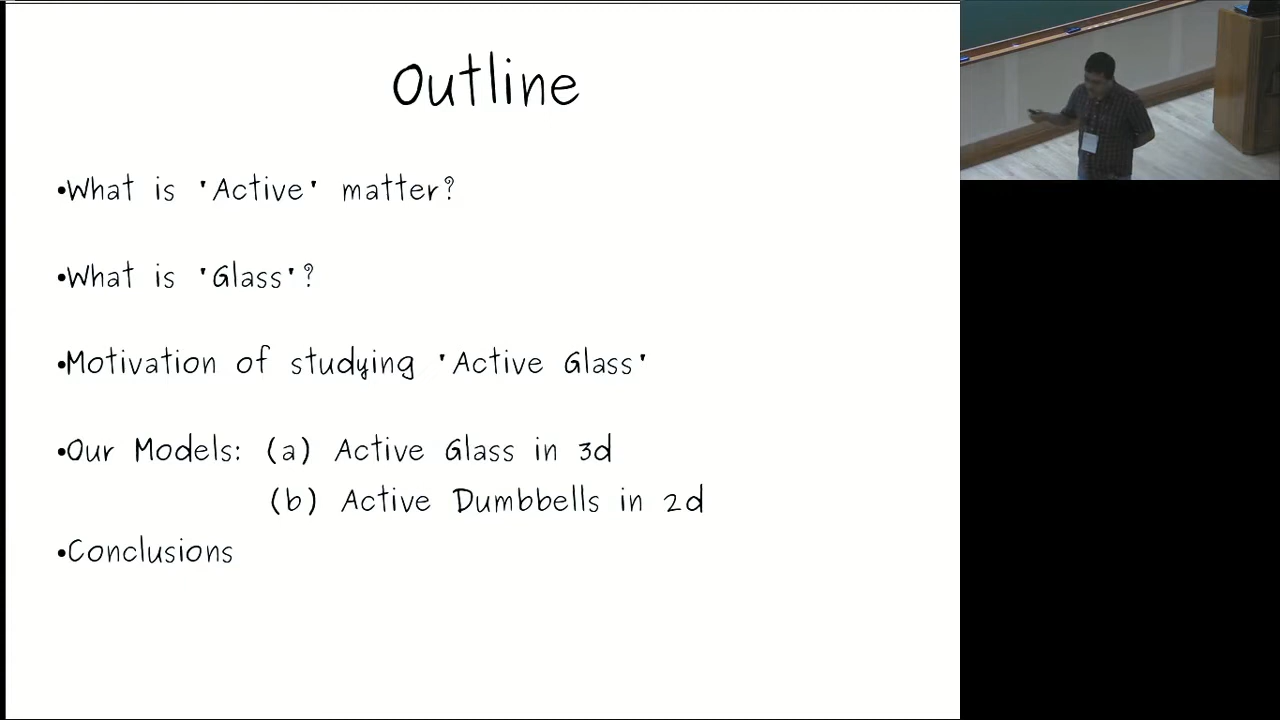 Outline
•What is 'Active' matter?
•What is 'Glass'?
•Motivation of studying 'Active Glass'
•Our Models: (a) Active Glass in 3d
(b) Active Dumbbells in 2d
•Conclusions